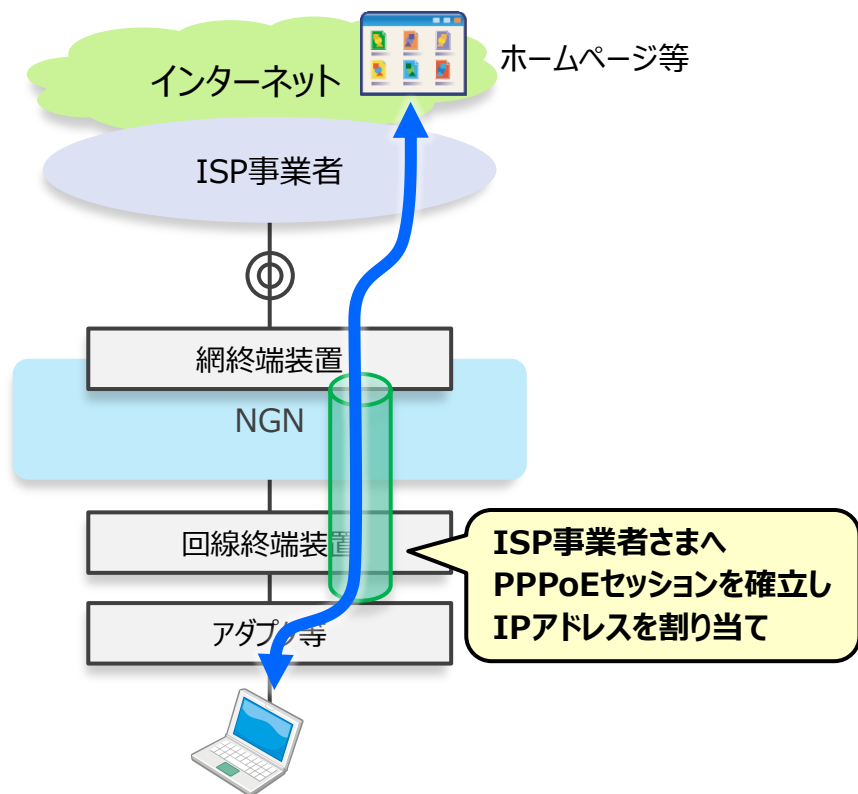 インターネット
ホームページ等
ISP事業者
網終端装置
NGN
回線終端装置
ISP事業者さまへ
PPPoEセッションを確立し
IPアドレスを割り当て
アダプタ等